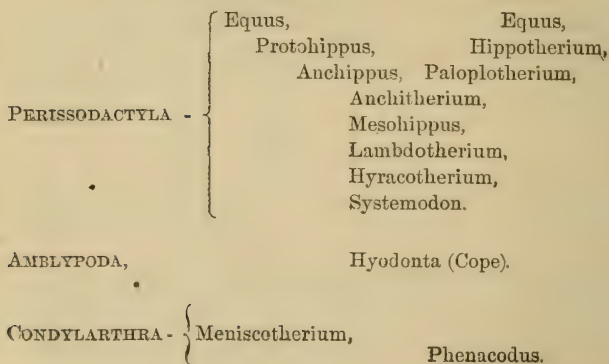 Equus, Equus,
Protohippus, Hippotherium,
Anchippus, Paloplotherium,
Anchitherium,
PERISSODACTYLA - Mesohippus,
Lambdotherium,
Hyracotherium,
Systemodon.
AMBLYPODA, Hyodonta (Cope).
CONDYLARTHRA - Meniscotherium,
Phenacodus.